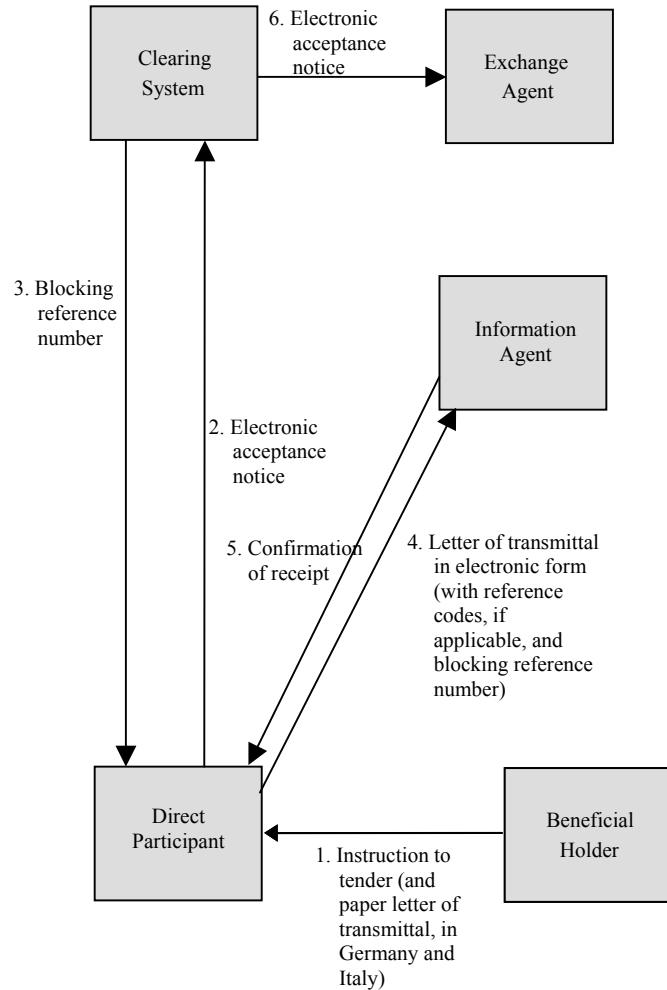 6. Electronic
acceptance
notice
Clearing
System
Exchange
Agent
3. Blocking
reference
number
Information
Agent
2. Electronic
acceptance
notice
5. Confirmation
of receipt
4. Letter of transmittal
in electronic form
(with reference
codes, if
applicable, and
blocking reference
number)
Direct
Participant
Beneficial
Holder
1. Instruction to
tender (and
paper letter of
transmittal, in
Germany and
Italy)